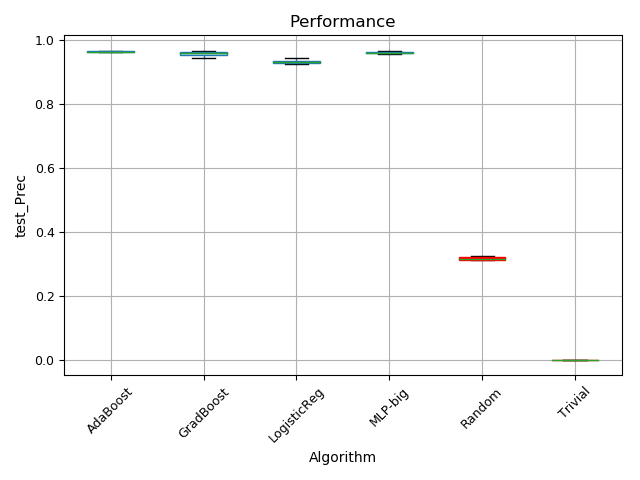 Performance
1.0
0.8
0.6
0.4
0.2
0.0
test_Prec
AdaBoost
GradBoost
LogisticReg
MLP-big
Random
Trivial
Algorithm